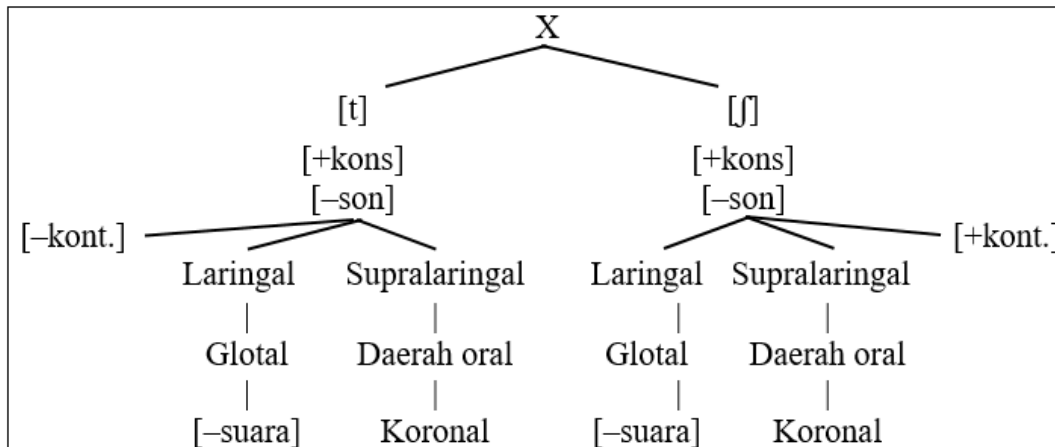 X
[t] [ʃ]
[+kons] [+kons]
[–son] [–son]
[–kont.] [+kont.]
Laringal Supralaringal Laringal Supralaringal
Glotal Daerah oral Glotal Daerah oral
[–suara] Koronal [–suara] Koronal